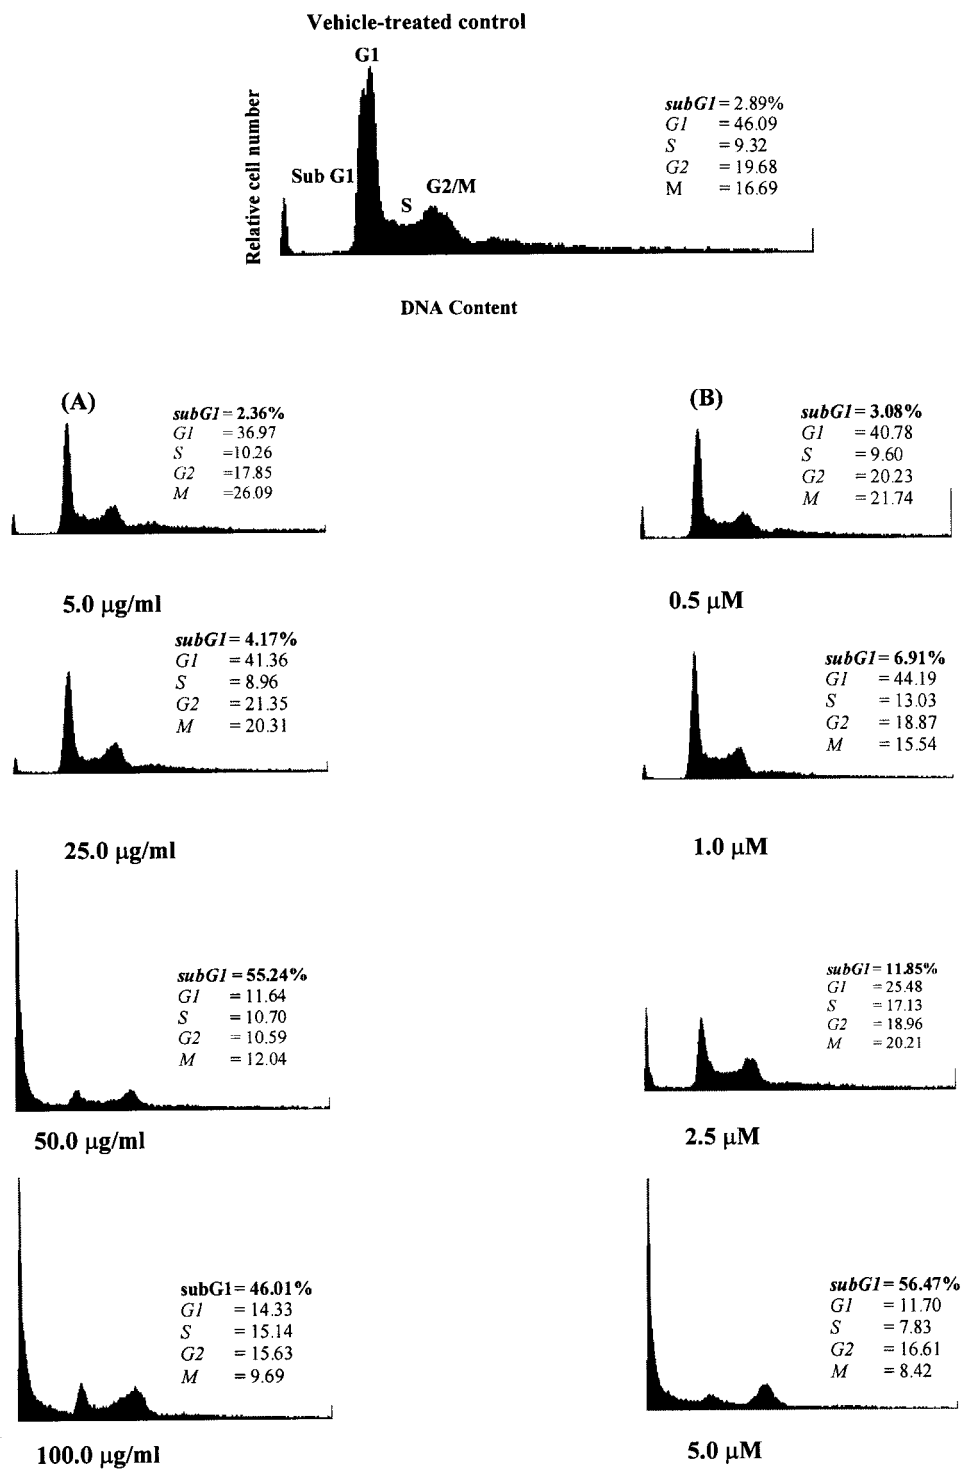 Vehicle-treated control
G1
Relative cell number
Sub G1
S
G2/M
subG1 = 2.89%
G1 = 46.09
S = 9.32
G2 = 19.68
M = 16.69
DNA Content
(A)
subG1 = 2.36%
G1 =36.97
S =10.26
G2 =17.85
M =26.09
5.0 μg/ml
subG1 = 4.17%
G1 = 41.36
S = 8.96
G2 = 21.35
M = 20.31
25.0 μg/ml
subG1 = 55.24%
G1 = 11.64
S = 10.70
G2 = 10.59
M = 12.04
50.0 μg/ml
subG1 = 46.01%
G1 = 14.33
S = 15.14
G2 = 15.63
M = 9.69
100.0 μg/ml
(B)
subG1 = 3.08%
G1 = 40.78
S = 9.60
G2 = 20.23
M = 21.74
0.5 μM
subG1 = 6.91%
G1 = 44.19
S = 13.03
G2 = 18.87
M = 15.54
1.0 μM
subG1 = 11.85%
G1 = 25.48
S = 17.13
G2 = 18.96
M = 20.21
2.5 μM
subG1 = 56.47%
G1 = 11.70
S = 7.83
G2 = 16.61
M = 8.42
5.0 μM